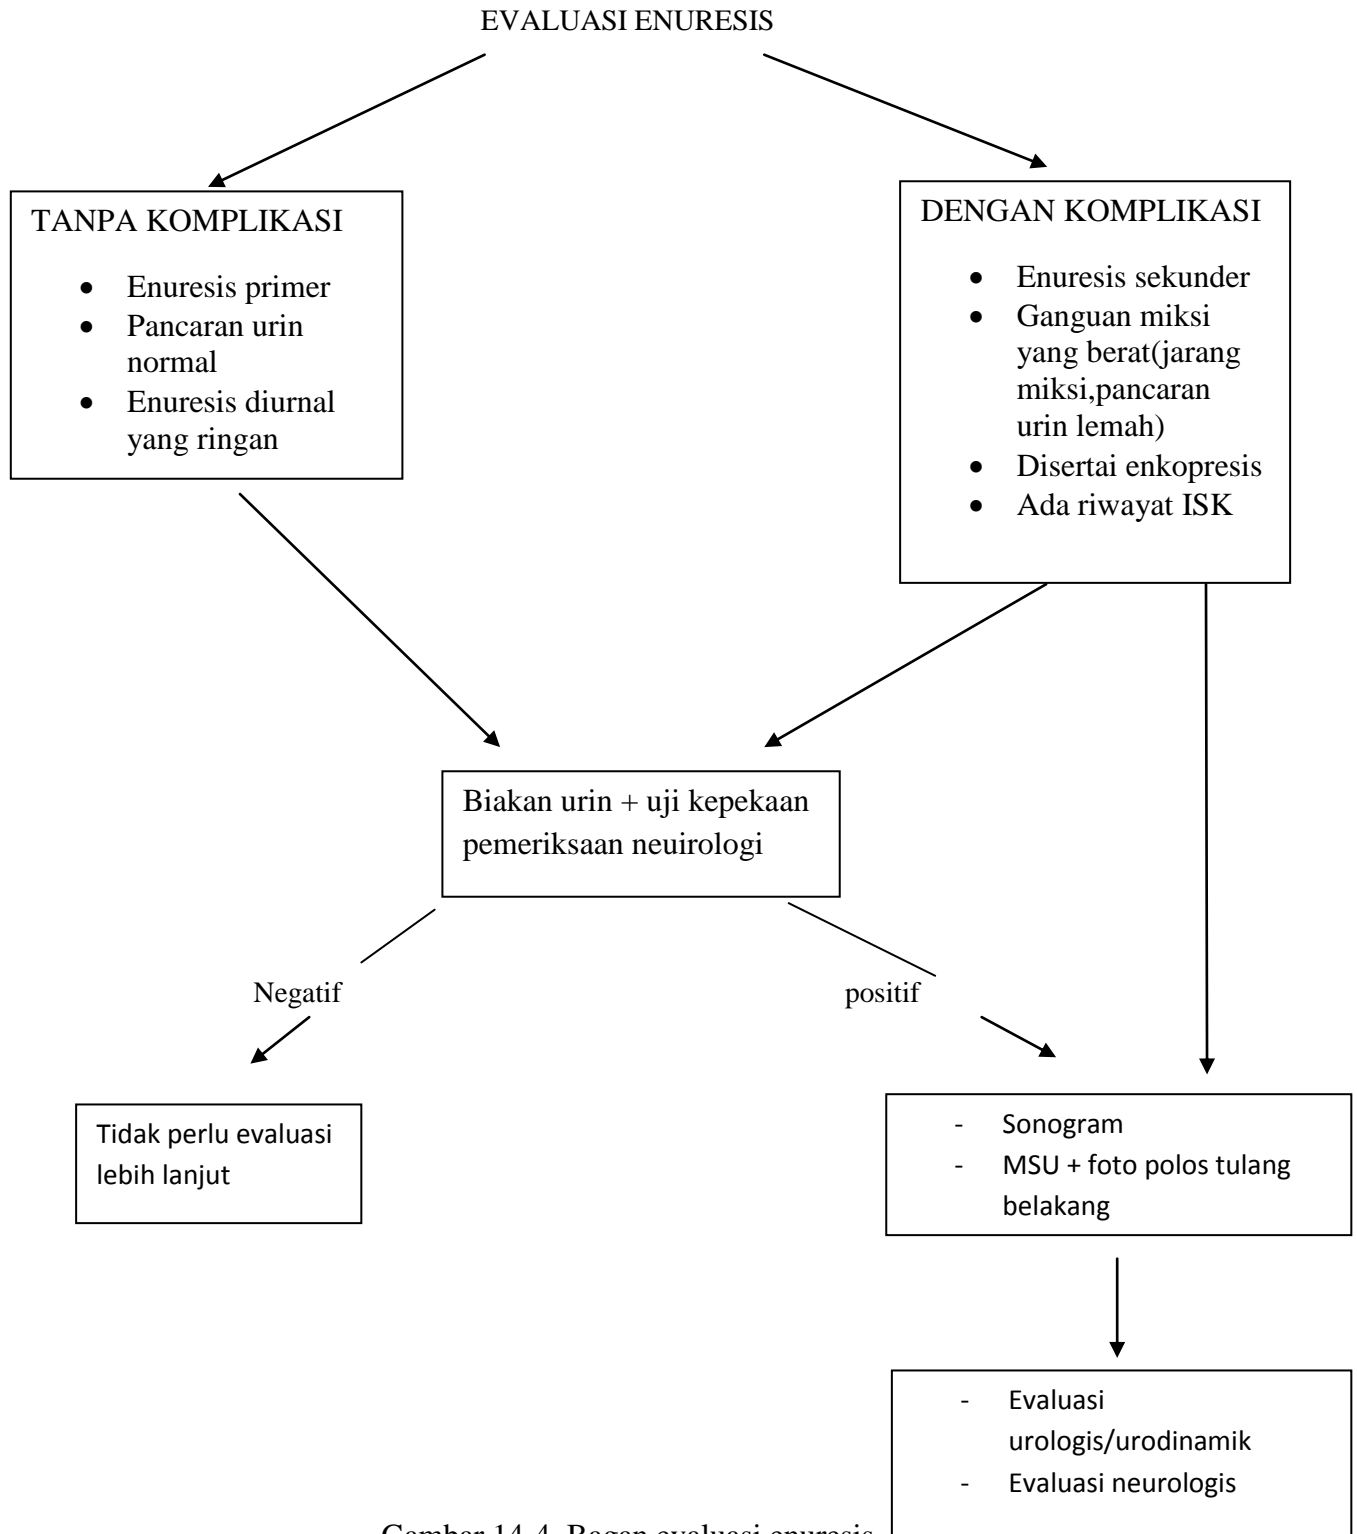 EVALUASI ENURESIS
TANPA KOMPLIKASI
• Enuresis primer
• Pancaran urin
normal
• Enuresis diurnal
yang ringan
DENGAN KOMPLIKASI
• Enuresis sekunder
• Ganguan miksi
yang berat(jarang
miksi,pancaran
urin lemah)
• Disertai enkopresis
• Ada riwayat ISK
Biakan urin + uji kepekaan
pemeriksaan neuirologi
Negatif
positif
Tidak perlu evaluasi
lebih lanjut
- Sonogram
- MSU + foto polos tulang
belakang
- Evaluasi
urologis/urodinamik
- Evaluasi neurologis
Gambar 14-4. Bagan evaluasi enuresis